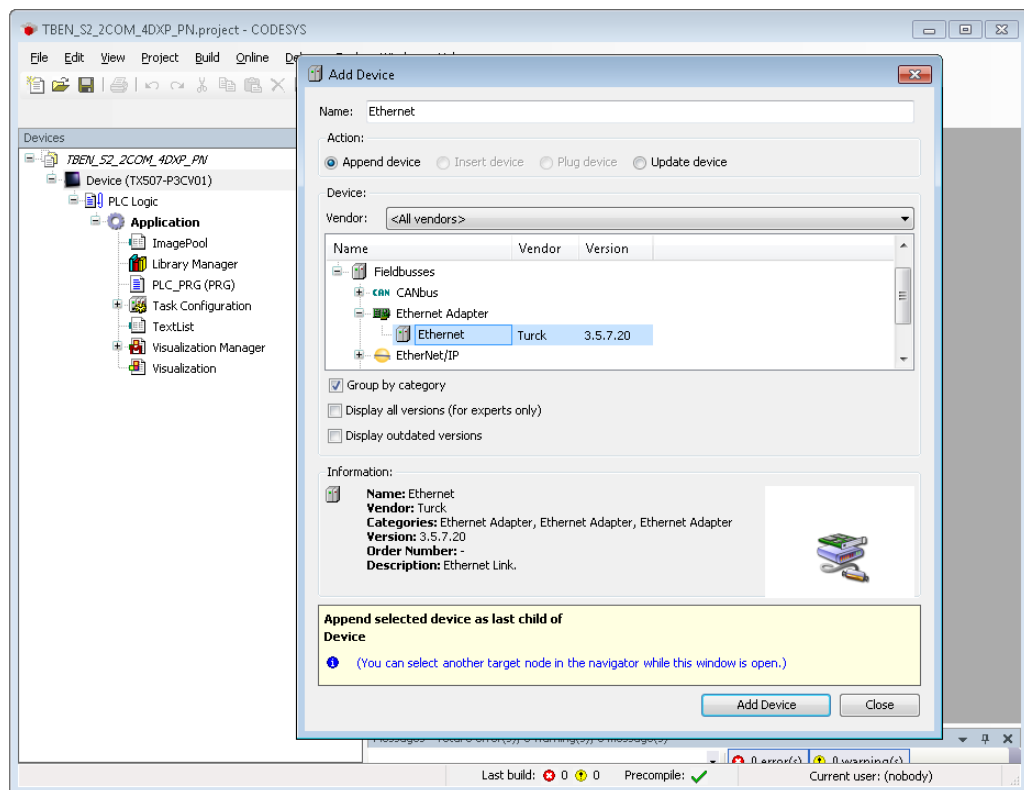 TBEN_S2_2COM_4DXP_PN.project - CODESYS
File Edit View Project Build Online
Add Device
Name: Ethernet
Devices
Action:
Append device Insert device Plug device Update device
TBEN_S2_2COM_4DXP_PN
Device (TX507-P3CV01)
PLC Logic
Application
ImagePool
Library Manager
PLC_PRG (PRG)
Task Configuration
TextList
Visualization Manager
Visualization
Device:
Vendor: <All vendors>
Name Vendor Version
Fieldbusses
CAN CANbus
Ethernet Adapter
Ethernet Turck 3.5.7.20
EtherNet/IP
Group by category
Display all versions (for experts only)
Display outdated versions
Information:
Name: Ethernet
Vendor: Turck
Categories: Ethernet Adapter, Ethernet Adapter, Ethernet Adapter
Version: 3.5.7.20
Order Number: -
Description: Ethernet Link.
Append selected device as last child of
Device
(You can select another target node in the navigator while this window is open.)
Add Device Close
0 error(s) 0 warning(s)
Last build: 0 0 Precompile: Current user: (nobody)